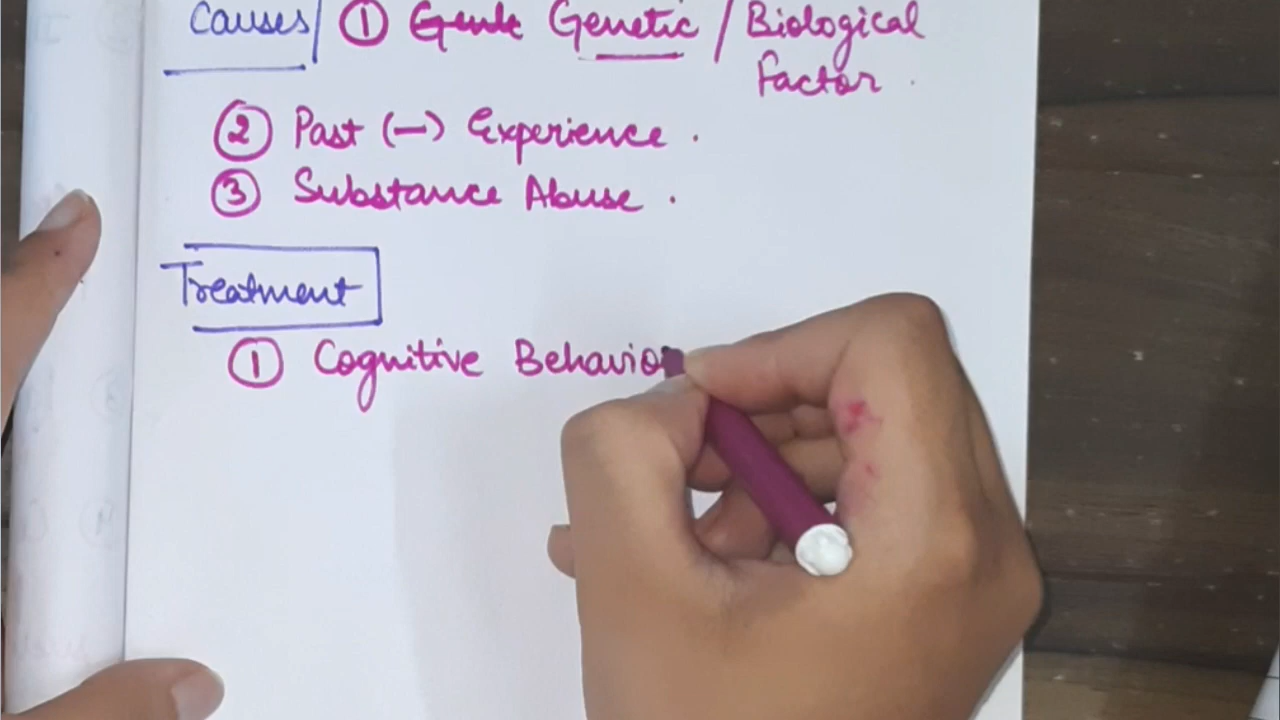 Causes/ ① Genetic / Biological
Factor.
② Past (-) Experience.
③ Substance Abuse.
Treatment
① Cognitive Behavio